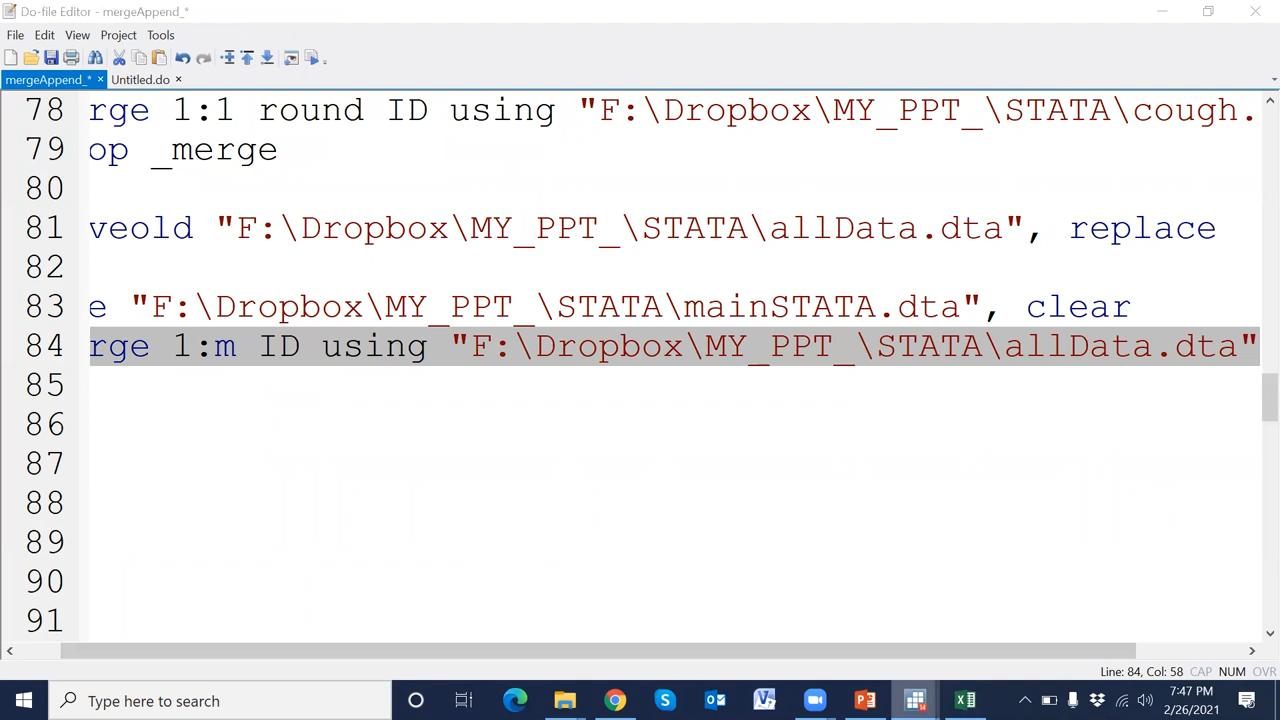 Do-file Editor - mergeAppend_*
File Edit View Project Tools
mergeAppend_* × Untitled.do ×
78 rge 1:1 round ID using "F:\Dropbox\MY_PPT_\STATA\cough.
79 op _merge
80
81 veold "F:\Dropbox\MY_PPT_\STATA\allData.dta", replace
82
83 e "F:\Dropbox\MY_PPT_\STATA\mainSTATA.dta", clear
84 rge 1:m ID using "F:\Dropbox\MY_PPT_\STATA\allData.dta"
85
86
87
88
89
90
91
Line: 84, Col: 58 CAP NUM OVR
Type here to search
7:47 PM
2/26/2021